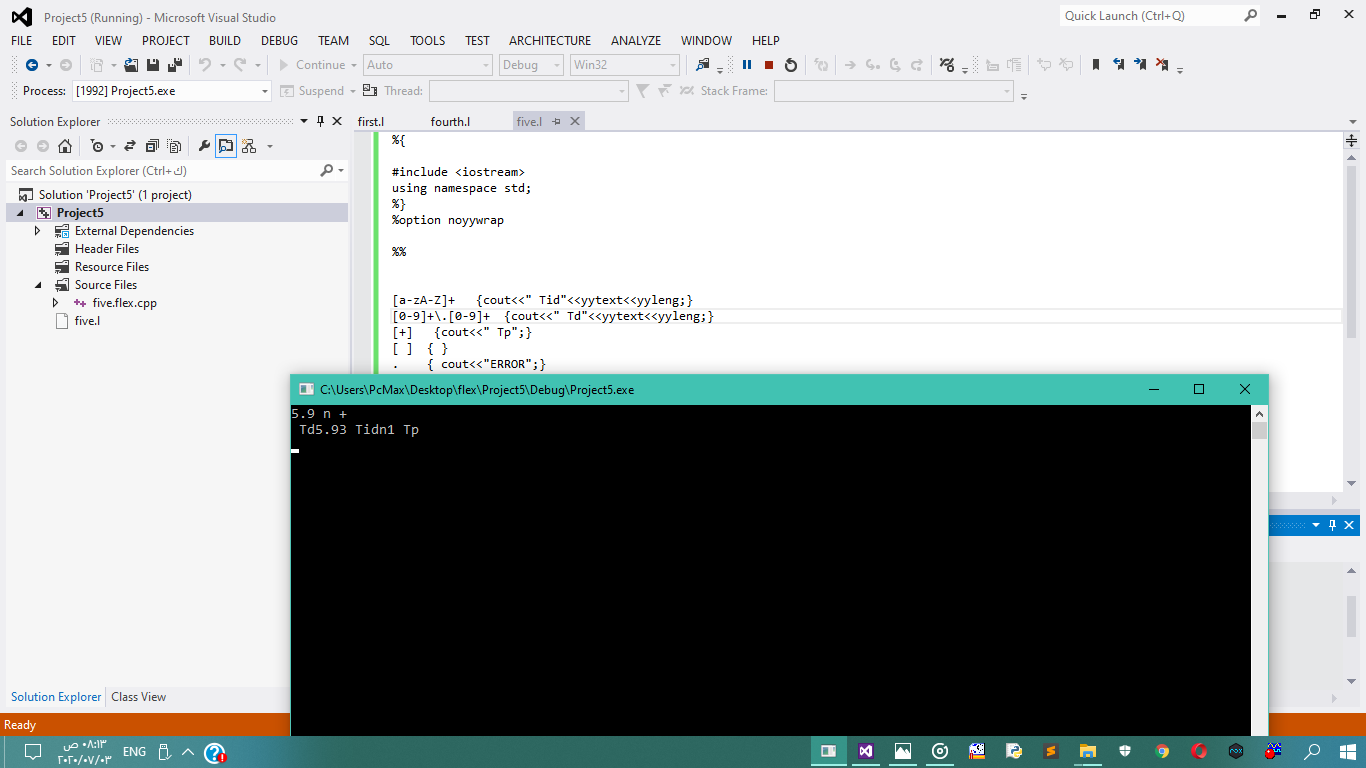 Project5 (Running) - Microsoft Visual Studio
Quick Launch (Ctrl+Q)
FILE EDIT VIEW PROJECT BUILD DEBUG TEAM SQL TOOLS TEST ARCHITECTURE ANALYZE WINDOW HELP
Continue Auto Debug Win32
Process: [1992] Project5.exe Suspend Thread: Stack Frame:
Solution Explorer
first.l fourth.l five.l
Search Solution Explorer (Ctrl+ك)
Solution 'Project5' (1 project)
Project5
External Dependencies
Header Files
Resource Files
Source Files
five.flex.cpp
five.l
%{
#include <iostream>
using namespace std;
%}
%option noyywrap
%%
[a-zA-Z]+ {cout<<" Tid"<<yytext<<yyleng;}
[0-9]+\.[0-9]+ {cout<<" Td"<<yytext<<yyleng;}
[+] {cout<<" Tp";}
[ ] { }
. { cout<<"ERROR";}
C:\Users\PcMax\Desktop\flex\Project5\Debug\Project5.exe
5.9 n +
Td5.93 Tidn1 Tp
Solution Explorer Class View
Ready
ENG
٠٨:١٣ ص
٢٠٢٠/٠٧/٠٣